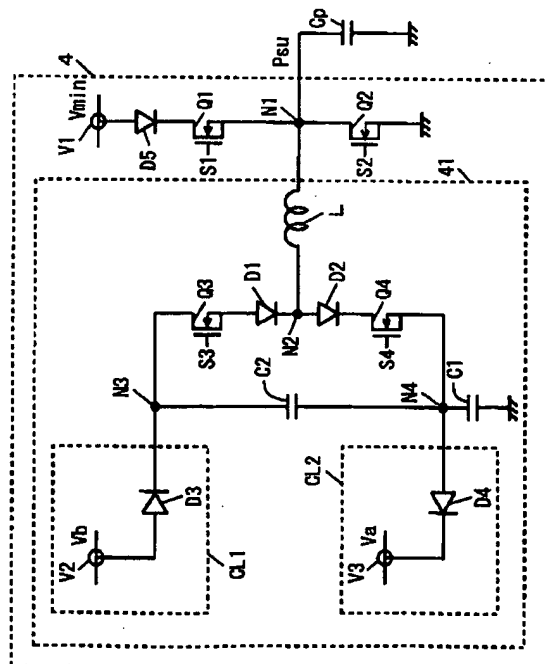 4
V1
Vmin
D5
Q1
S1
Psu
Cp
N1
Q2
S2
41
L
Q3
S3
D1
N2
D2
Q4
S4
N3
C2
N4
C1
V2
Vb
D3
CL1
CL2
V3
Va
D4